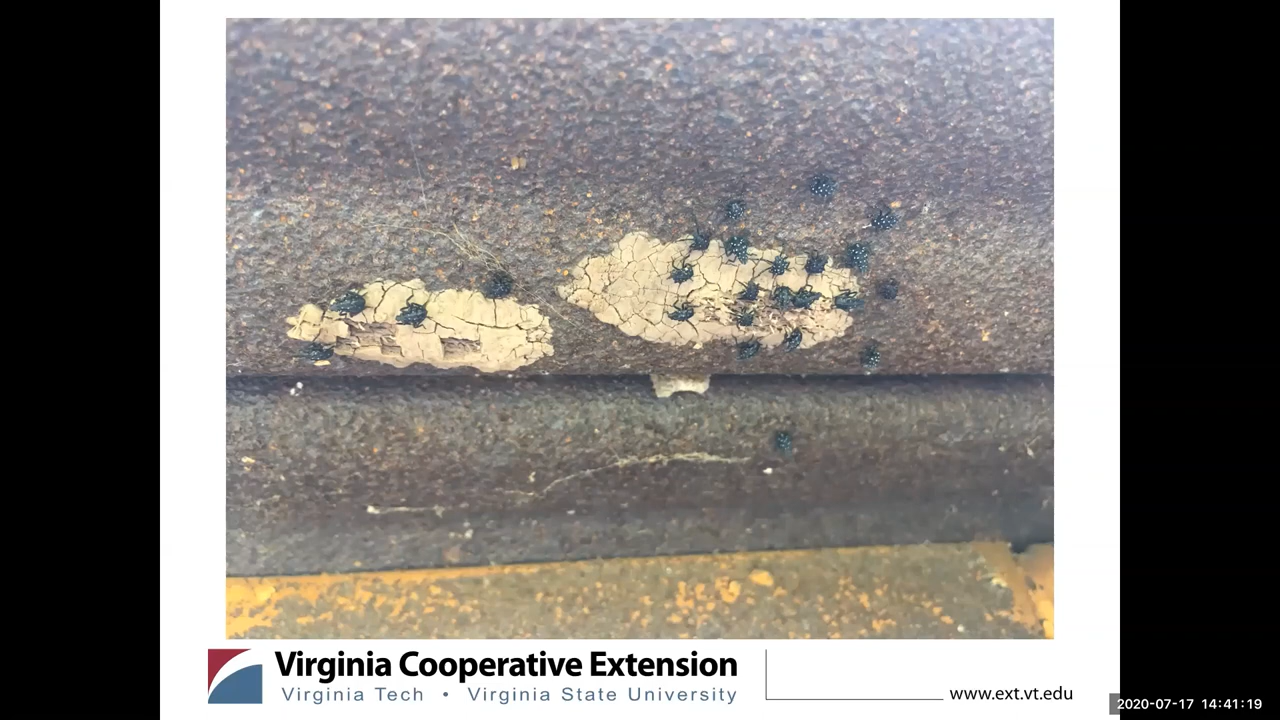 Virginia Cooperative Extension
Virginia Tech • Virginia State University
www.ext.vt.edu
2020-07-17 14:41:19